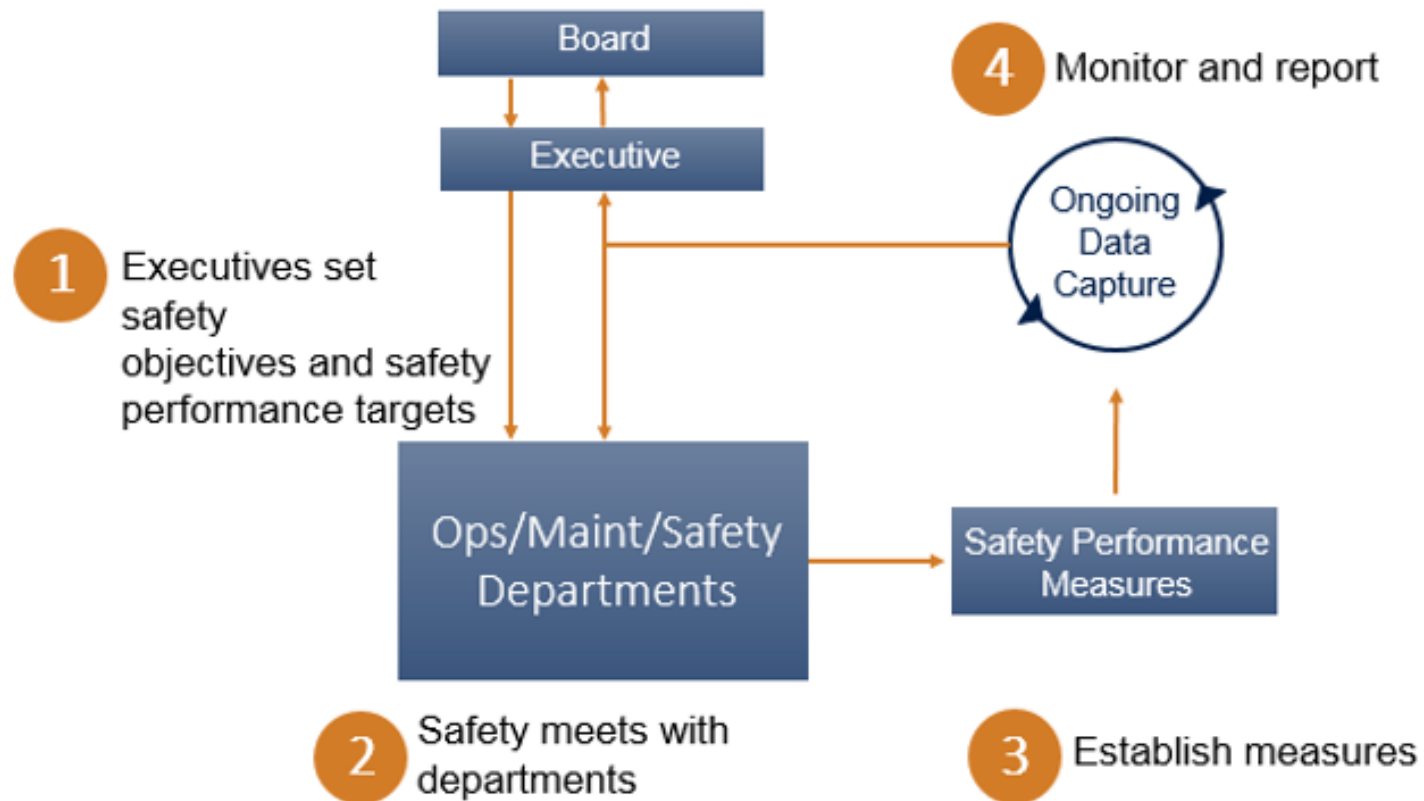 Board
Executive
1
Executives set
safety
objectives and safety
performance targets
Ops/Maint/Safety
Departments
2
Safety meets with
departments
Safety Performance
Measures
3
Establish measures
4
Monitor and report
Ongoing
Data
Capture